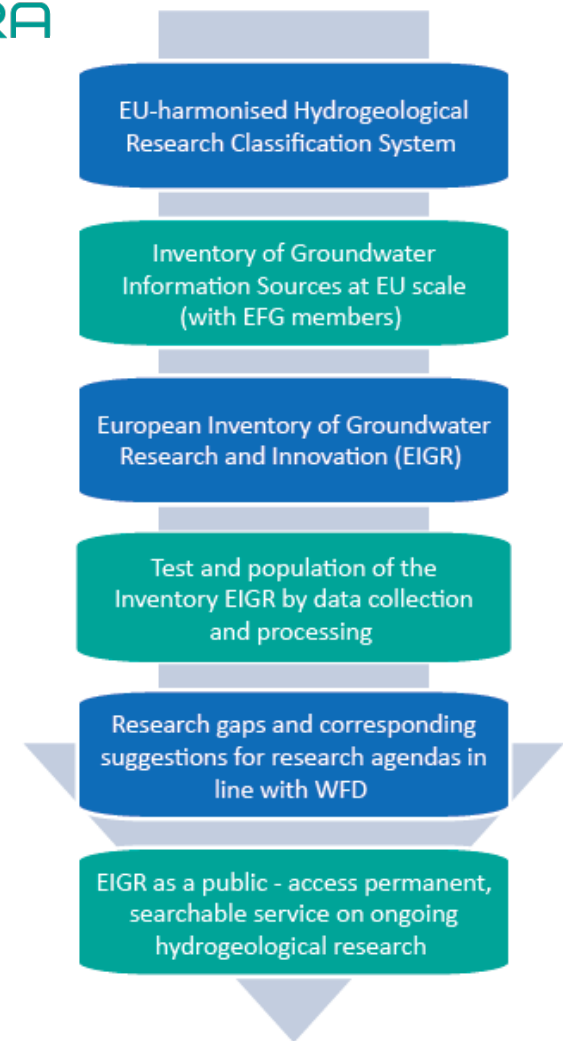 RA
EU-harmonised Hydrogeological
Research Classification System
Inventory of Groundwater
Information Sources at EU scale
(with EFG members)
European Inventory of Groundwater
Research and Innovation (EIGR)
Test and population of the
Inventory EIGR by data collection
and processing
Research gaps and corresponding
suggestions for research agendas in
line with WFD
EIGR as a public - access permanent,
searchable service on ongoing
hydrogeological research